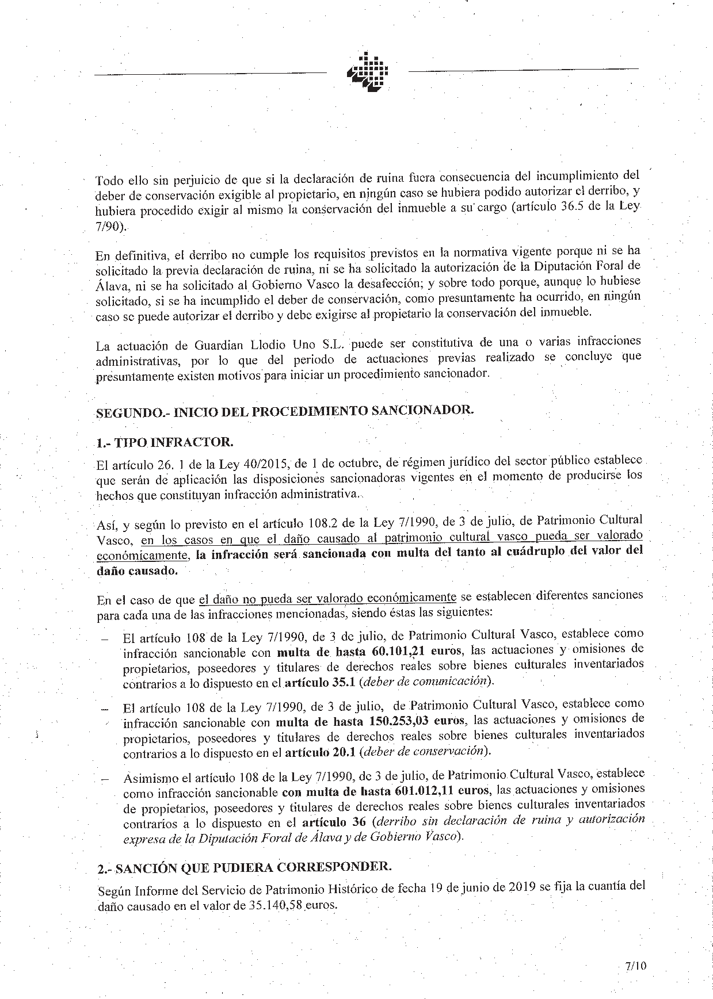 Todo ello sin perjuicio de que si la declaración de ruina fuera consecuencia del incumplimiento del
deber de conservación exigible al propietario, en ningún caso se hubiera podido autorizar el derribo, y
hubiera procedido exigir al mismo la conservación del inmueble a su cargo (artículo 36.5 de la Ley
7/90).
En definitiva, el derribo no cumple los requisitos previstos en la normativa vigente porque ni se ha
solicitado la previa declaración de ruina, ni se ha solicitado la autorización de la Diputación Foral de
Álava, ni se ha solicitado al Gobierno Vasco la desafección; y sobre todo porque, aunque lo hubiese
solicitado, si se ha incumplido el deber de conservación, como presuntamente ha ocurrido, en ningún
caso se puede autorizar el derribo y debe exigirse al propietario la conservación del inmueble.
La actuación de Guardian Llodio Uno S.L. puede ser constitutiva de una o varias infracciones
administrativas, por lo que del periodo de actuaciones previas realizado se concluye que
presuntamente existen motivos para iniciar un procedimiento sancionador.
SEGUNDO.- INICIO DEL PROCEDIMIENTO SANCIONADOR.
1.- TIPO INFRACTOR.
El artículo 26. 1 de la Ley 40/2015, de 1 de octubre, de régimen jurídico del sector público establece
que serán de aplicación las disposiciones sancionadoras vigentes en el momento de producirse los
hechos que constituyan infracción administrativa.
Así, y según lo previsto en el artículo 108.2 de la Ley 7/1990, de 3 de julio, de Patrimonio Cultural
Vasco, en los casos en que el daño causado al patrimonio cultural vasco pueda ser valorado
económicamente, la infracción será sancionada con multa del tanto al cuádruplo del valor del
daño causado.
En el caso de que el daño no pueda ser valorado económicamente se establecen diferentes sanciones
para cada una de las infracciones mencionadas, siendo éstas las siguientes:
– El artículo 108 de la Ley 7/1990, de 3 de julio, de Patrimonio Cultural Vasco, establece como
infracción sancionable con multa de hasta 60.101,21 euros, las actuaciones y omisiones de
propietarios, poseedores y titulares de derechos reales sobre bienes culturales inventariados
contrarios a lo dispuesto en el artículo 35.1 (deber de comunicación).
– El artículo 108 de la Ley 7/1990, de 3 de julio, de Patrimonio Cultural Vasco, establece como
infracción sancionable con multa de hasta 150.253,03 euros, las actuaciones y omisiones de
propietarios, poseedores y titulares de derechos reales sobre bienes culturales inventariados
contrarios a lo dispuesto en el artículo 20.1 (deber de conservación).
– Asimismo el artículo 108 de la Ley 7/1990, de 3 de julio, de Patrimonio Cultural Vasco, establece
como infracción sancionable con multa de hasta 601.012,11 euros, las actuaciones y omisiones
de propietarios, poseedores y titulares de derechos reales sobre bienes culturales inventariados
contrarios a lo dispuesto en el artículo 36 (derribo sin declaración de ruina y autorización
expresa de la Diputación Foral de Álava y de Gobierno Vasco).
2.- SANCIÓN QUE PUDIERA CORRESPONDER.
Según Informe del Servicio de Patrimonio Histórico de fecha 19 de junio de 2019 se fija la cuantía del
daño causado en el valor de 35.140,58 euros.
7/10